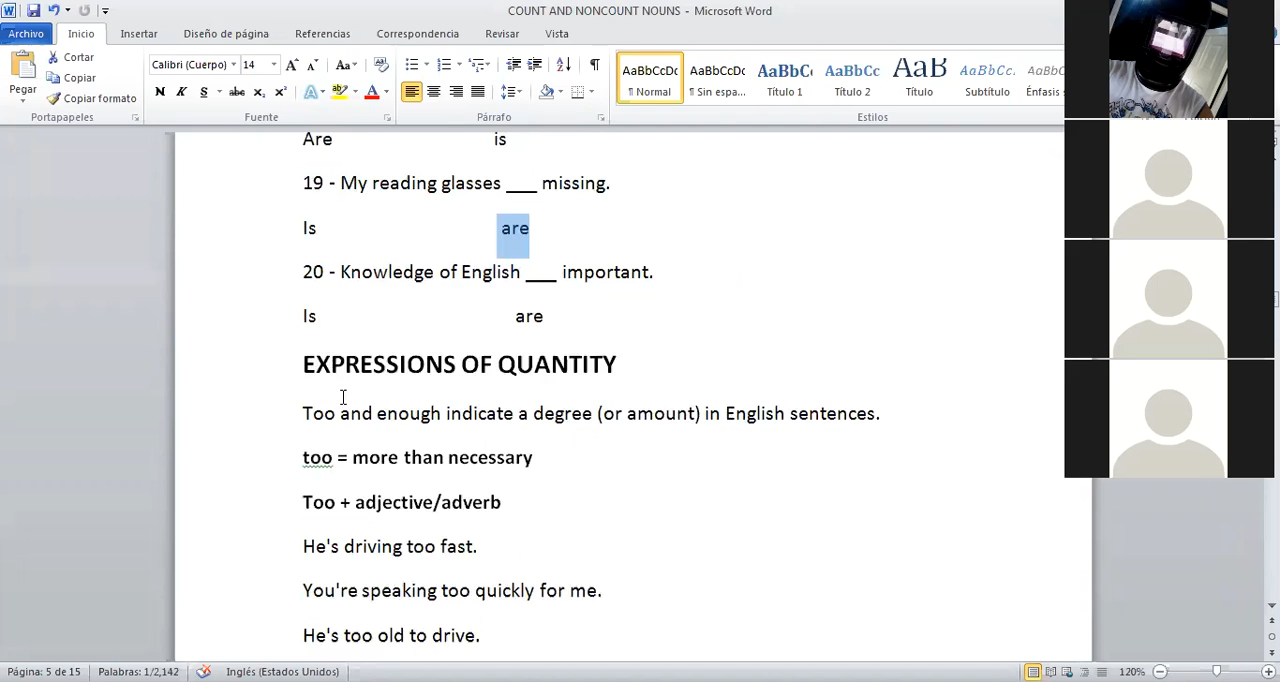 COUNT AND NONCOUNT NOUNS - Microsoft Word
Archivo Inicio Insertar Diseño de página Referencias Correspondencia Revisar Vista
Pegar
Cortar
Copiar
Copiar formato
Portapapeles
Calibri (Cuerpo) 14
N K S abc x₂ x²
Fuente
Párrafo
AaBbCcDc AaBbCcDc AaBbC AaBbCc AaB AaBbCc. AaBbCc
¶ Normal ¶ Sin espa... Título 1 Título 2 Título Subtítulo Énfasis
Estilos
Are is
19 - My reading glasses ___ missing.
Is are
20 - Knowledge of English ___ important.
Is are
EXPRESSIONS OF QUANTITY
Too and enough indicate a degree (or amount) in English sentences.
too = more than necessary
Too + adjective/adverb
He's driving too fast.
You're speaking too quickly for me.
He's too old to drive.
Página: 5 de 15 Palabras: 1/2,142 Inglés (Estados Unidos) 120%